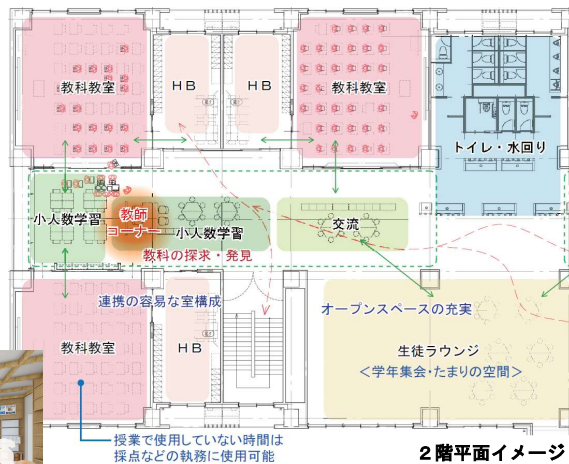 教科教室
HB
HB
教科教室
トイレ・水回り
小人数学習
教師
コーナー
小人数学習
交流
教科の探求・発見
連携の容易な室構成
オープンスペースの充実
教科教室
HB
生徒ラウンジ
<学年集会・たまりの空間>
授業で使用していない時間は
採点などの執務に使用可能
2階平面イメージ